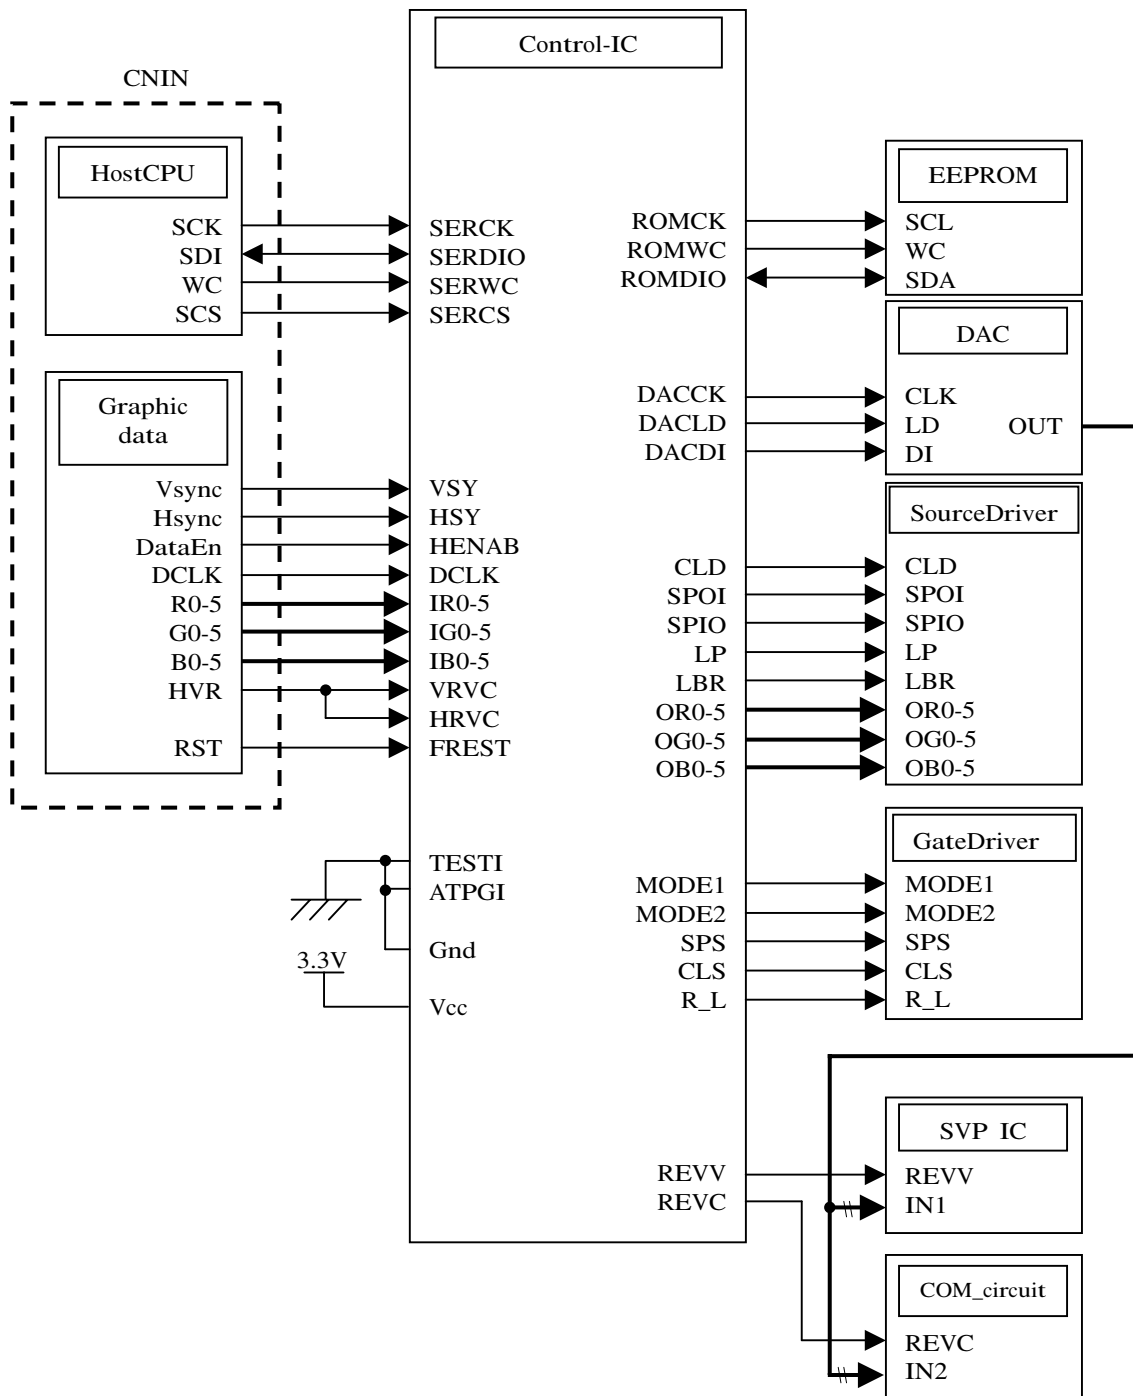 Control-IC
CNIN
HostCPU
SCK
SDI
WC
SCS
SERCK
SERDIO
SERWC
SERCS
ROMCK
ROMWC
ROMDIO
EEPROM
SCL
WC
SDA
DAC
CLK
LD
DI
OUT
DACCK
DACLD
DACDI
Graphic
data
Vsync
Hsync
DataEn
DCLK
R0-5
G0-5
B0-5
HVR
RST
VSY
HSY
HENAB
DCLK
IR0-5
IG0-5
IB0-5
VRVC
HRVC
FREST
CLD
SPOI
SPIO
LP
LBR
OR0-5
OG0-5
OB0-5
SourceDriver
CLD
SPOI
SPIO
LP
LBR
OR0-5
OG0-5
OB0-5
TESTI
ATPGI
Gnd
3.3V
Vcc
MODE1
MODE2
SPS
CLS
R_L
GateDriver
MODE1
MODE2
SPS
CLS
R_L
REVV
REVC
SVP IC
REVV
IN1
COM_circuit
REVC
IN2